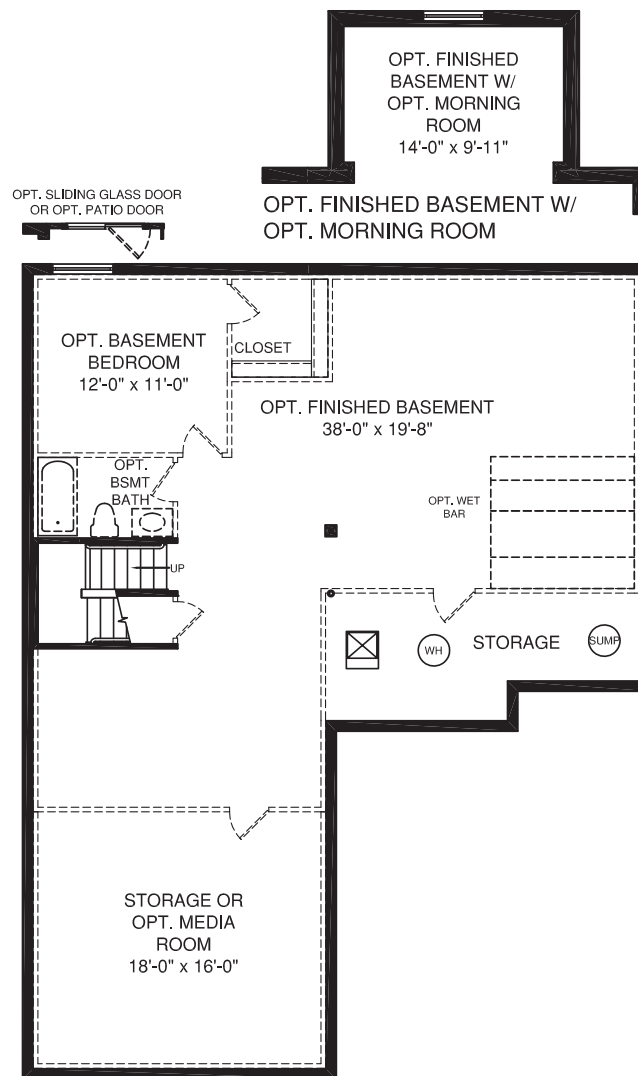 OPT. FINISHED
BASEMENT W/
OPT. MORNING
ROOM
14'-0" x 9'-11"
OPT. SLIDING GLASS DOOR
OR OPT. PATIO DOOR
OPT. FINISHED BASEMENT W/
OPT. MORNING ROOM
OPT. BASEMENT
BEDROOM
12'-0" x 11'-0"
CLOSET
OPT. FINISHED BASEMENT
38'-0" x 19'-8"
OPT.
BSMT
BATH
OPT. WET
BAR
UP
WH
STORAGE
SUMP
STORAGE OR
OPT. MEDIA
ROOM
18'-0" x 16'-0"